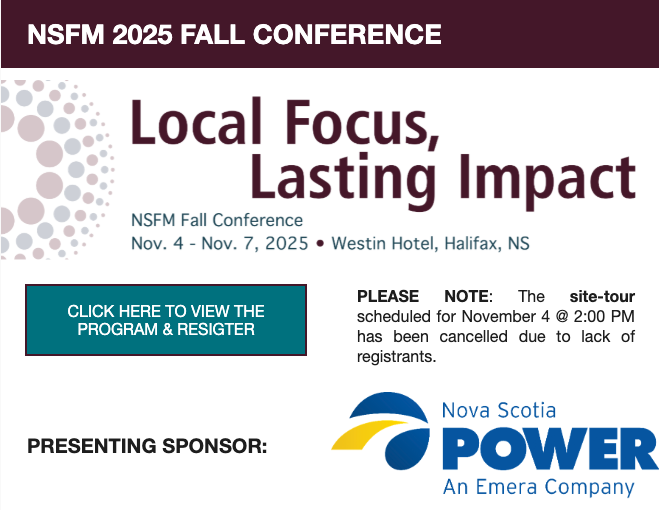 NSFM 2025 FALL CONFERENCE
Local Focus,
Lasting Impact
NSFM Fall Conference
Nov. 4 - Nov. 7, 2025 • Westin Hotel, Halifax, NS
CLICK HERE TO VIEW THE
PROGRAM & RESIGTER
PLEASE NOTE: The site-tour
scheduled for November 4 @ 2:00 PM
has been cancelled due to lack of
registrants.
PRESENTING SPONSOR:
Nova Scotia
POWER
An Emera Company